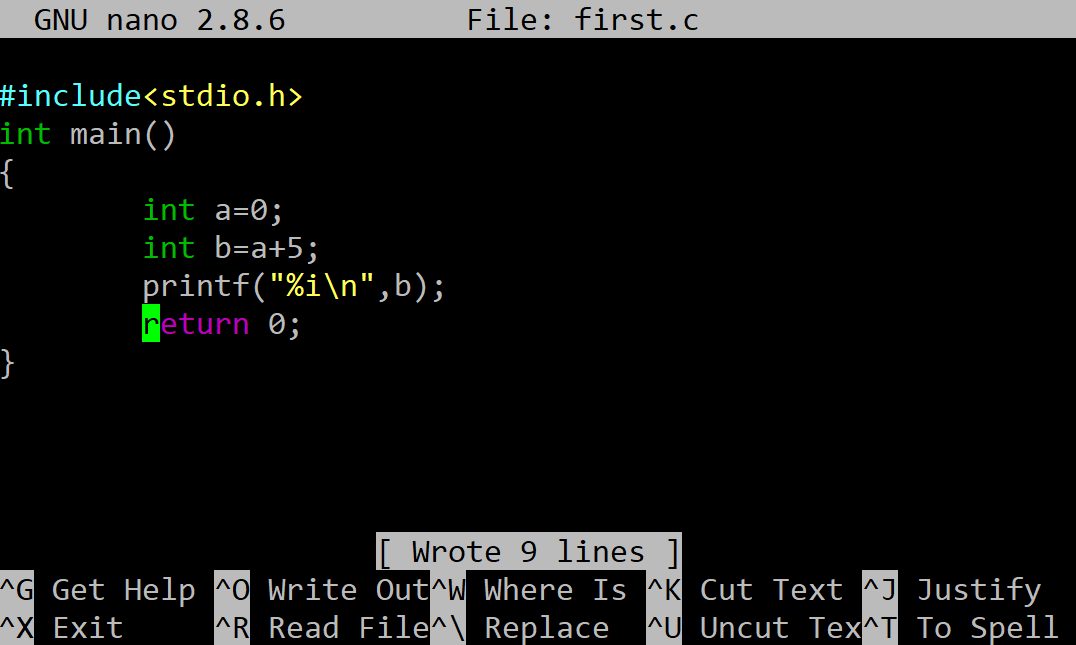 GNU nano 2.8.6 File: first.c
#include<stdio.h>
int main()
{
int a=0;
int b=a+5;
printf("%i\n",b);
return 0;
}
[ Wrote 9 lines ]
^G Get Help ^O Write Out ^W Where Is ^K Cut Text ^J Justify
^X Exit ^R Read File ^\ Replace ^U Uncut Tex ^T To Spell